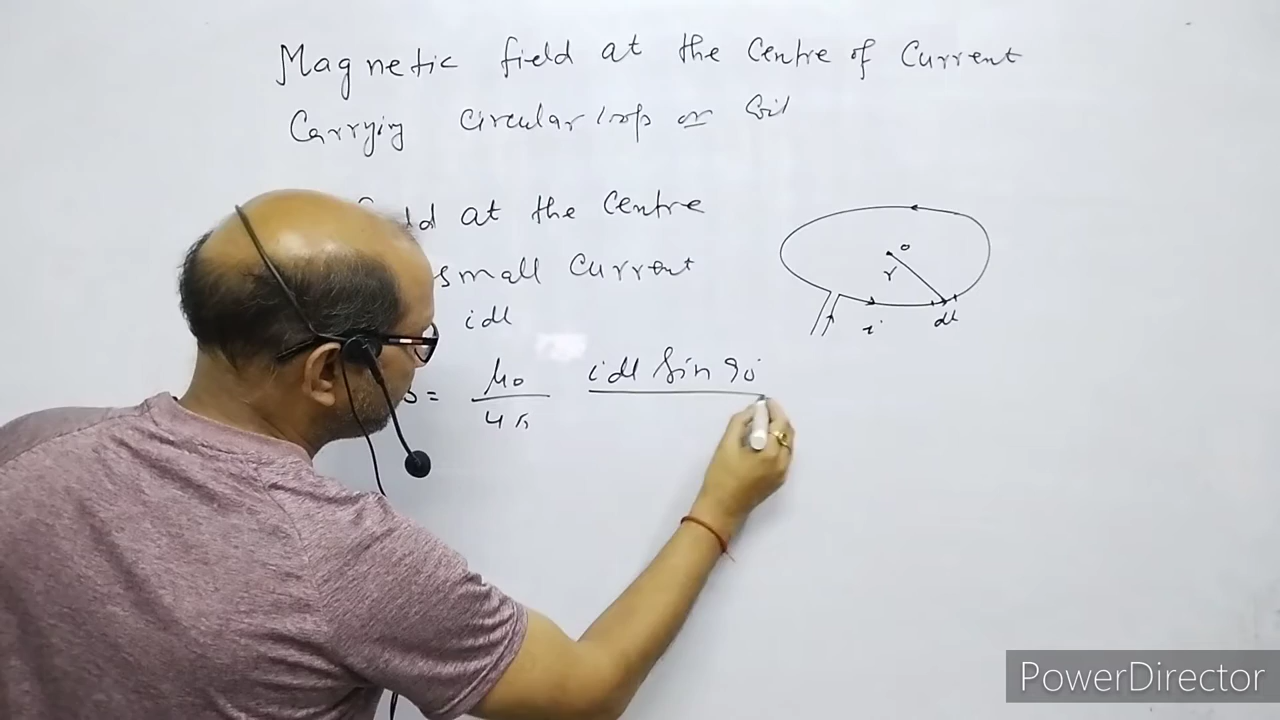 Magnetic field at the Centre of Current
Carrying Circular loop or Coil
at the Centre
small Current
idl
= μ0 / 4π idl Sin 90°
o
r
i
dl
PowerDirector